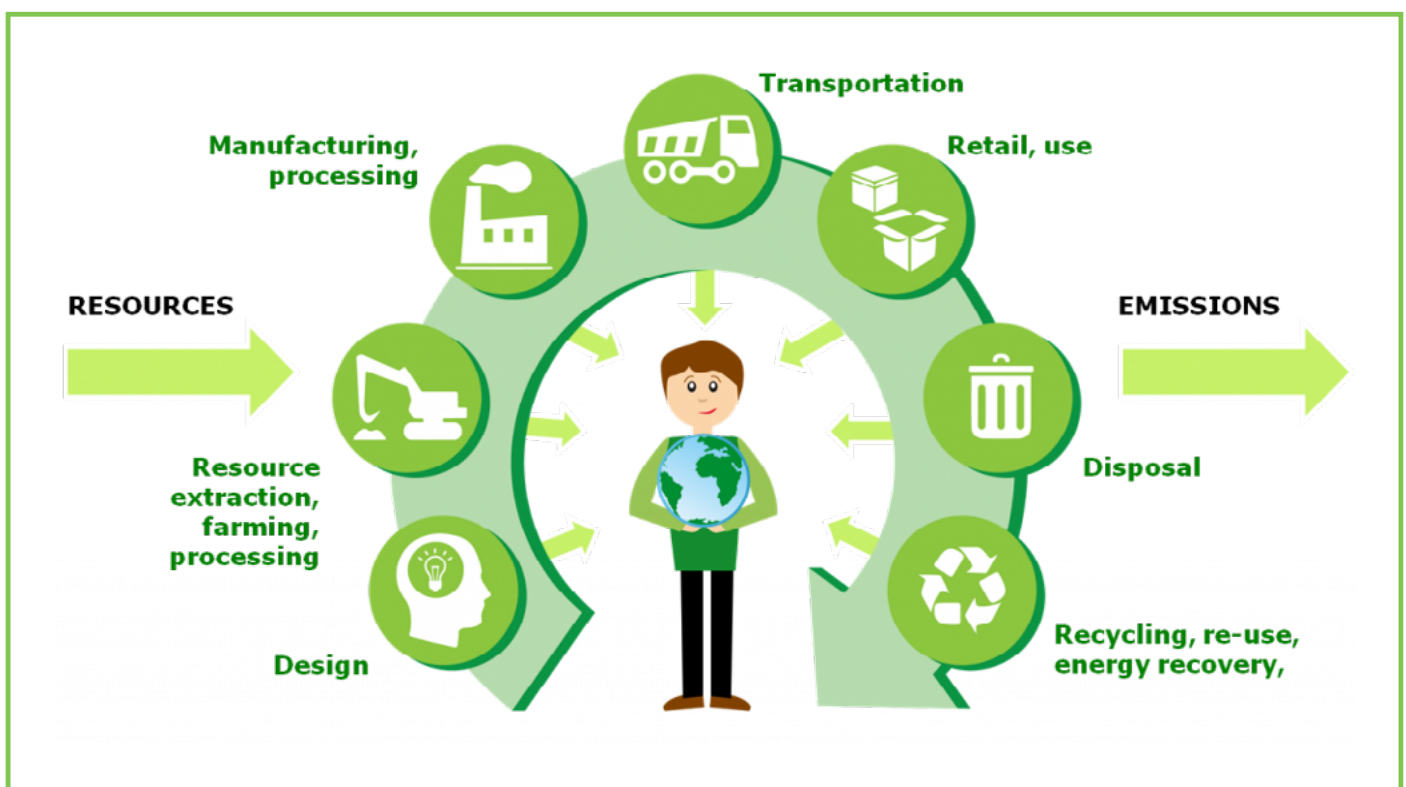 Transportation
Manufacturing,
processing
Retail, use
RESOURCES
EMISSIONS
Resource
extraction,
farming,
processing
Disposal
Design
Recycling, re-use,
energy recovery,